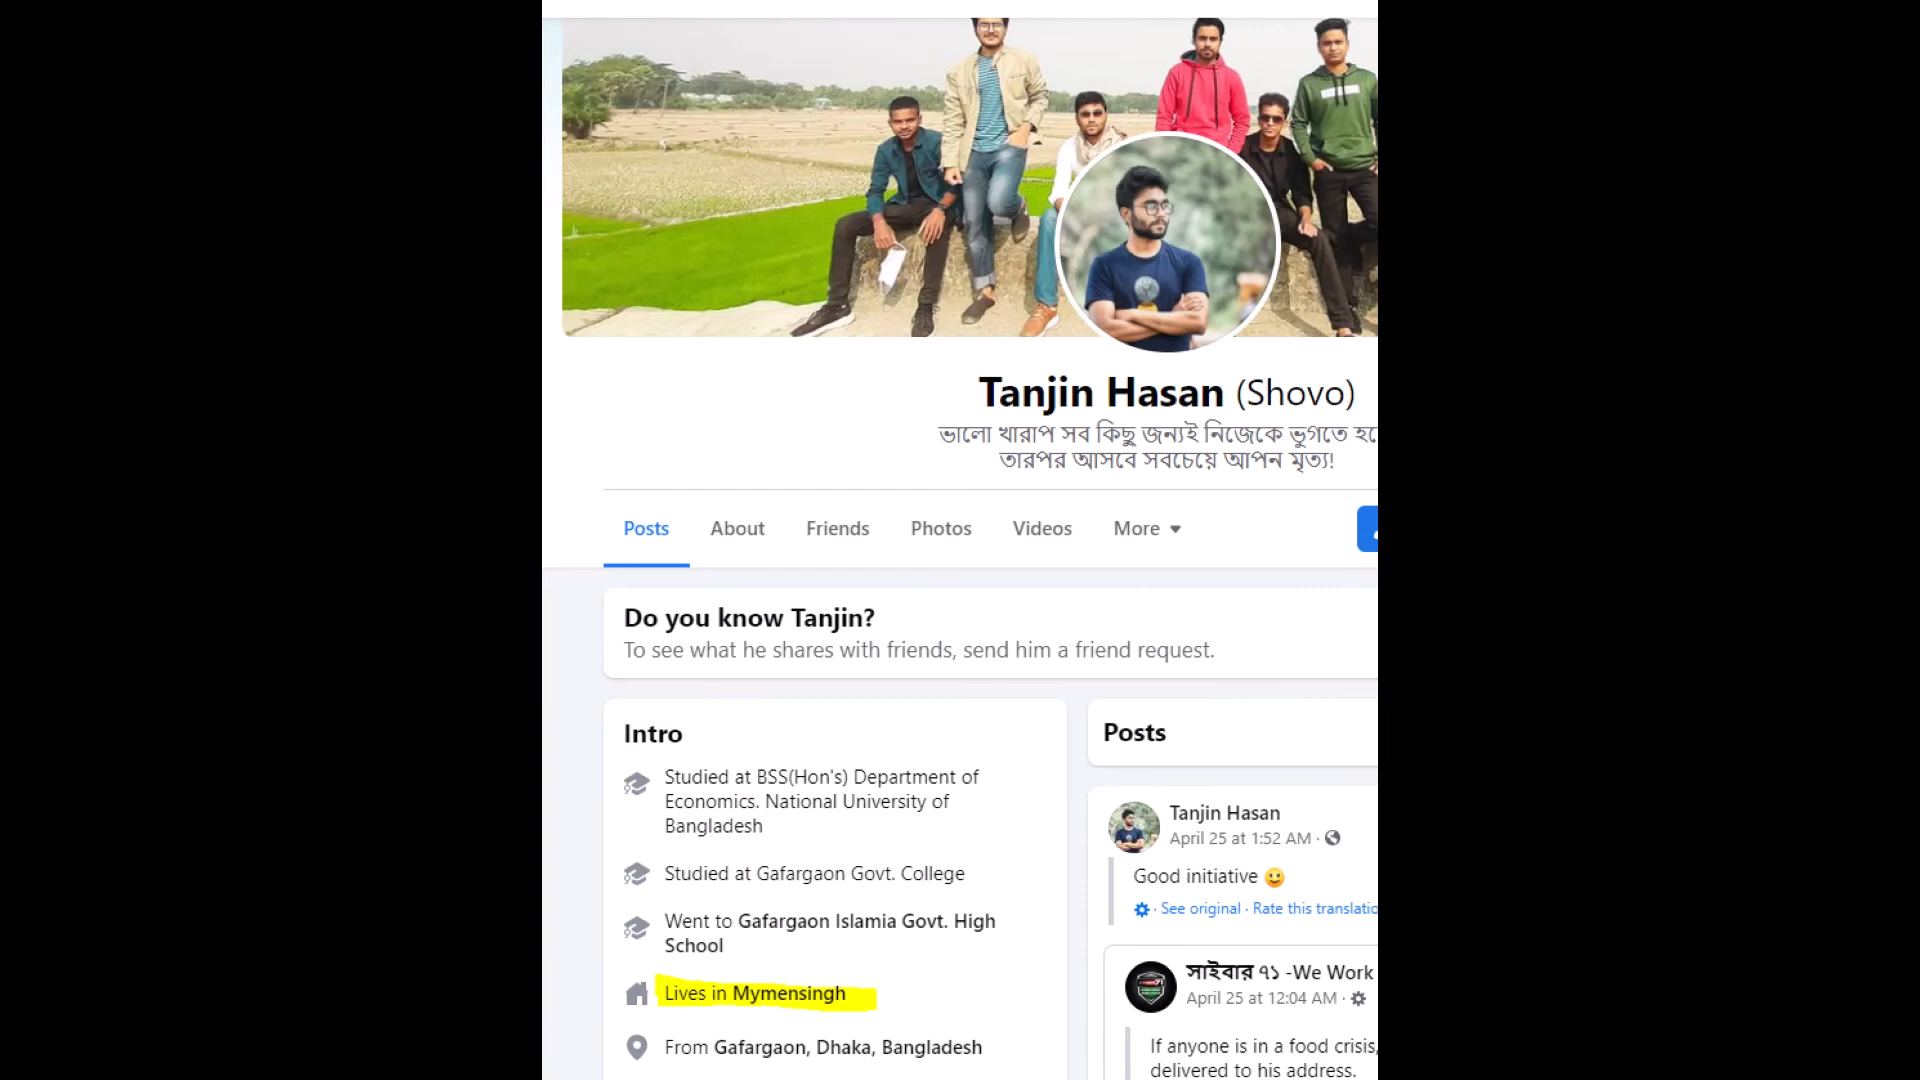 Tanjin Hasan (Shovo)
ভালো খারাপ সব কিছু জন্যই নিজেকে ভুগতে
তারপর আসবে সবচেয়ে আপন মৃত্য!
Posts About Friends Photos Videos More
Do you know Tanjin?
To see what he shares with friends, send him a friend request.
Intro
Studied at BSS(Hon's) Department of
Economics. National University of
Bangladesh
Studied at Gafargaon Govt. College
Went to Gafargaon Islamia Govt. High
School
Lives in Mymensingh
From Gafargaon, Dhaka, Bangladesh
Posts
Tanjin Hasan
April 25 at 1:52 AM ·
Good initiative
· See original · Rate this translatio
সাইবার ৭১ -We Work
April 25 at 12:04 AM ·
If anyone is in a food crisis,
delivered to his address.